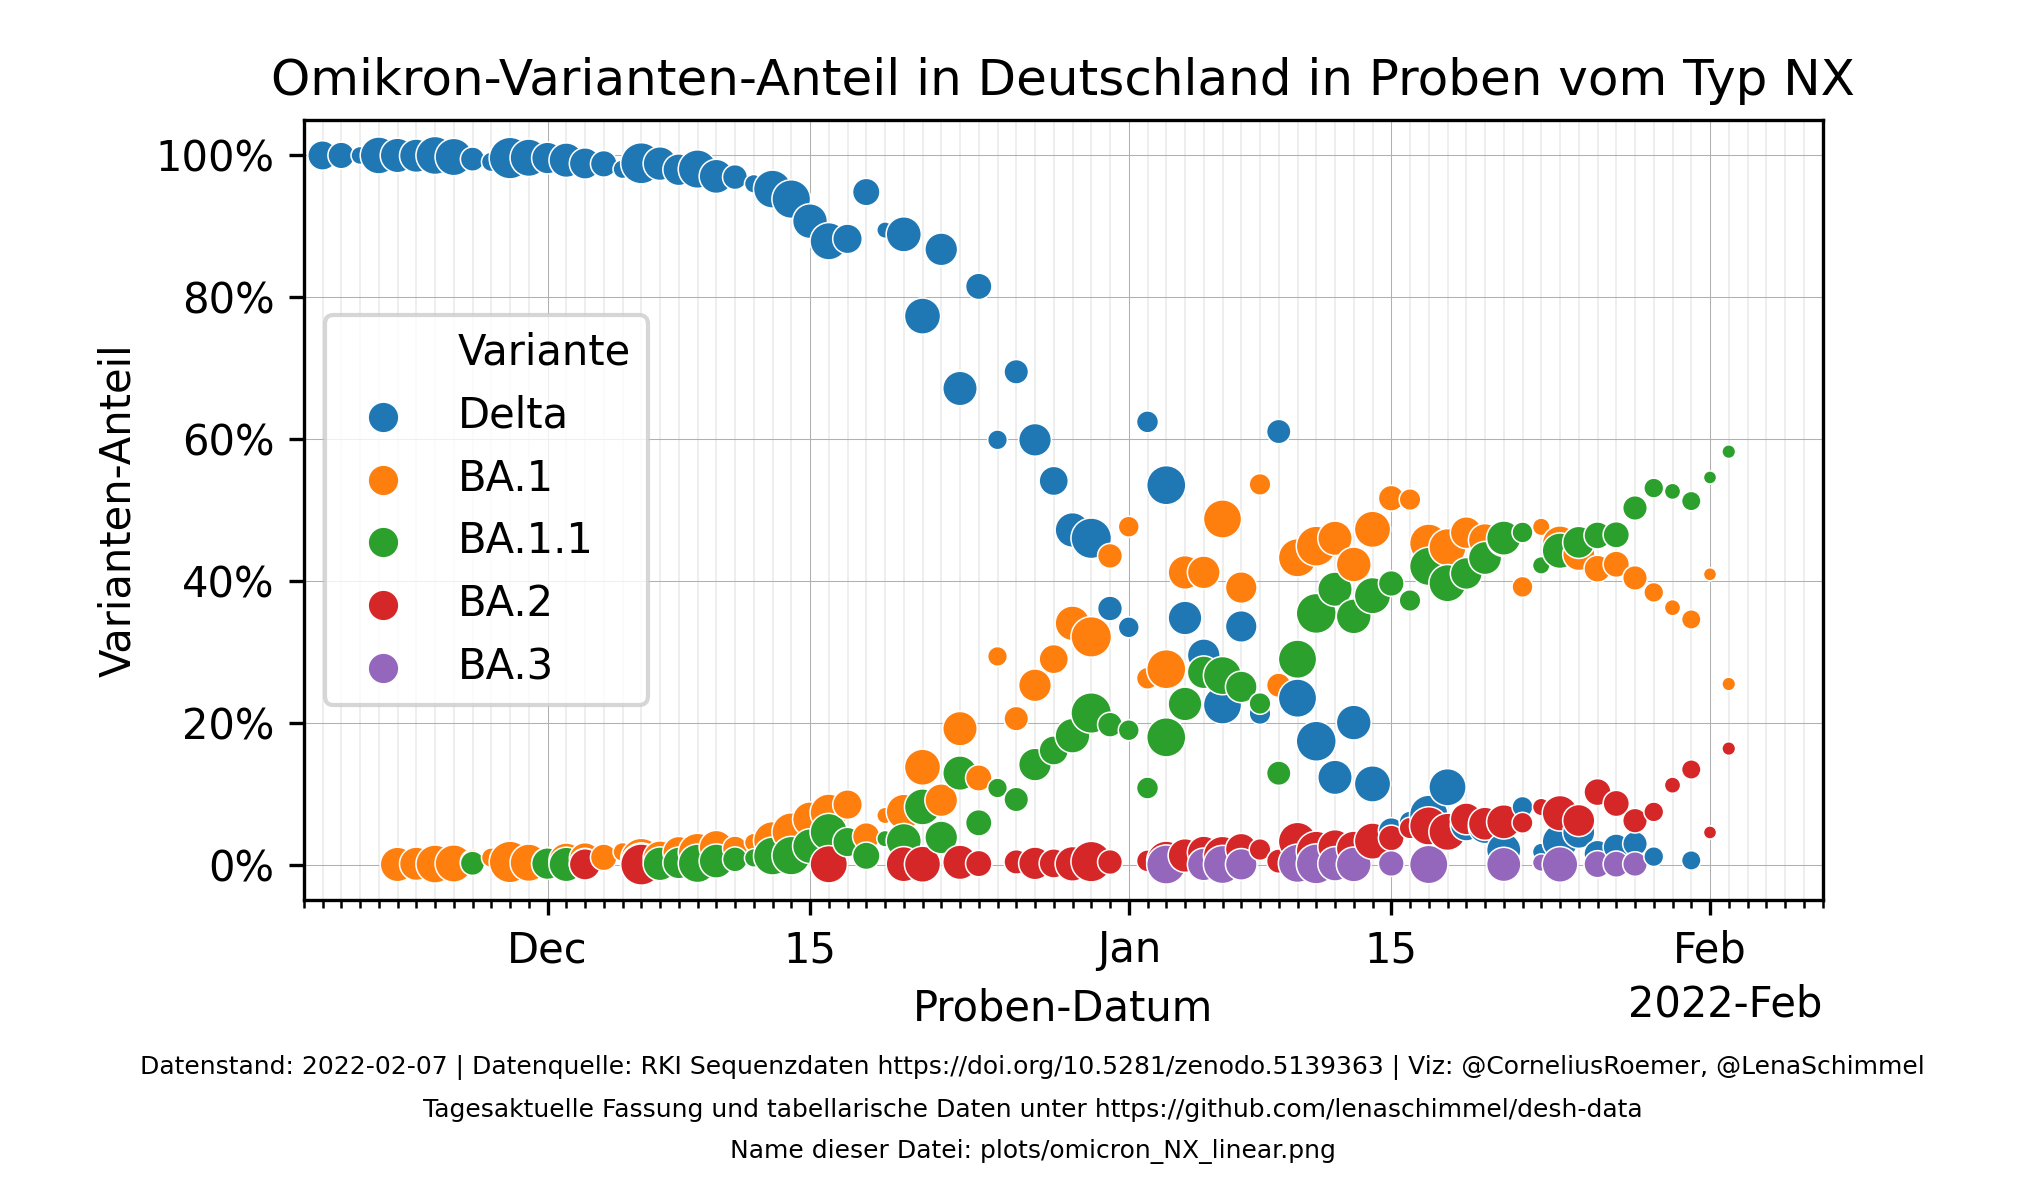 Omikron-Varianten-Anteil in Deutschland in Proben vom Typ NX
100%
80%
60%
40%
20%
0%
Varianten-Anteil
Variante
Delta
BA.1
BA.1.1
BA.2
BA.3
Dec
15
Jan
15
Feb
Proben-Datum
2022-Feb
Datenstand: 2022-02-07 | Datenquelle: RKI Sequenzdaten https://doi.org/10.5281/zenodo.5139363 | Viz: @CorneliusRoemer, @LenaSchimmel
Tagesaktuelle Fassung und tabellarische Daten unter https://github.com/lenaschimmel/desh-data
Name dieser Datei: plots/omicron_NX_linear.png